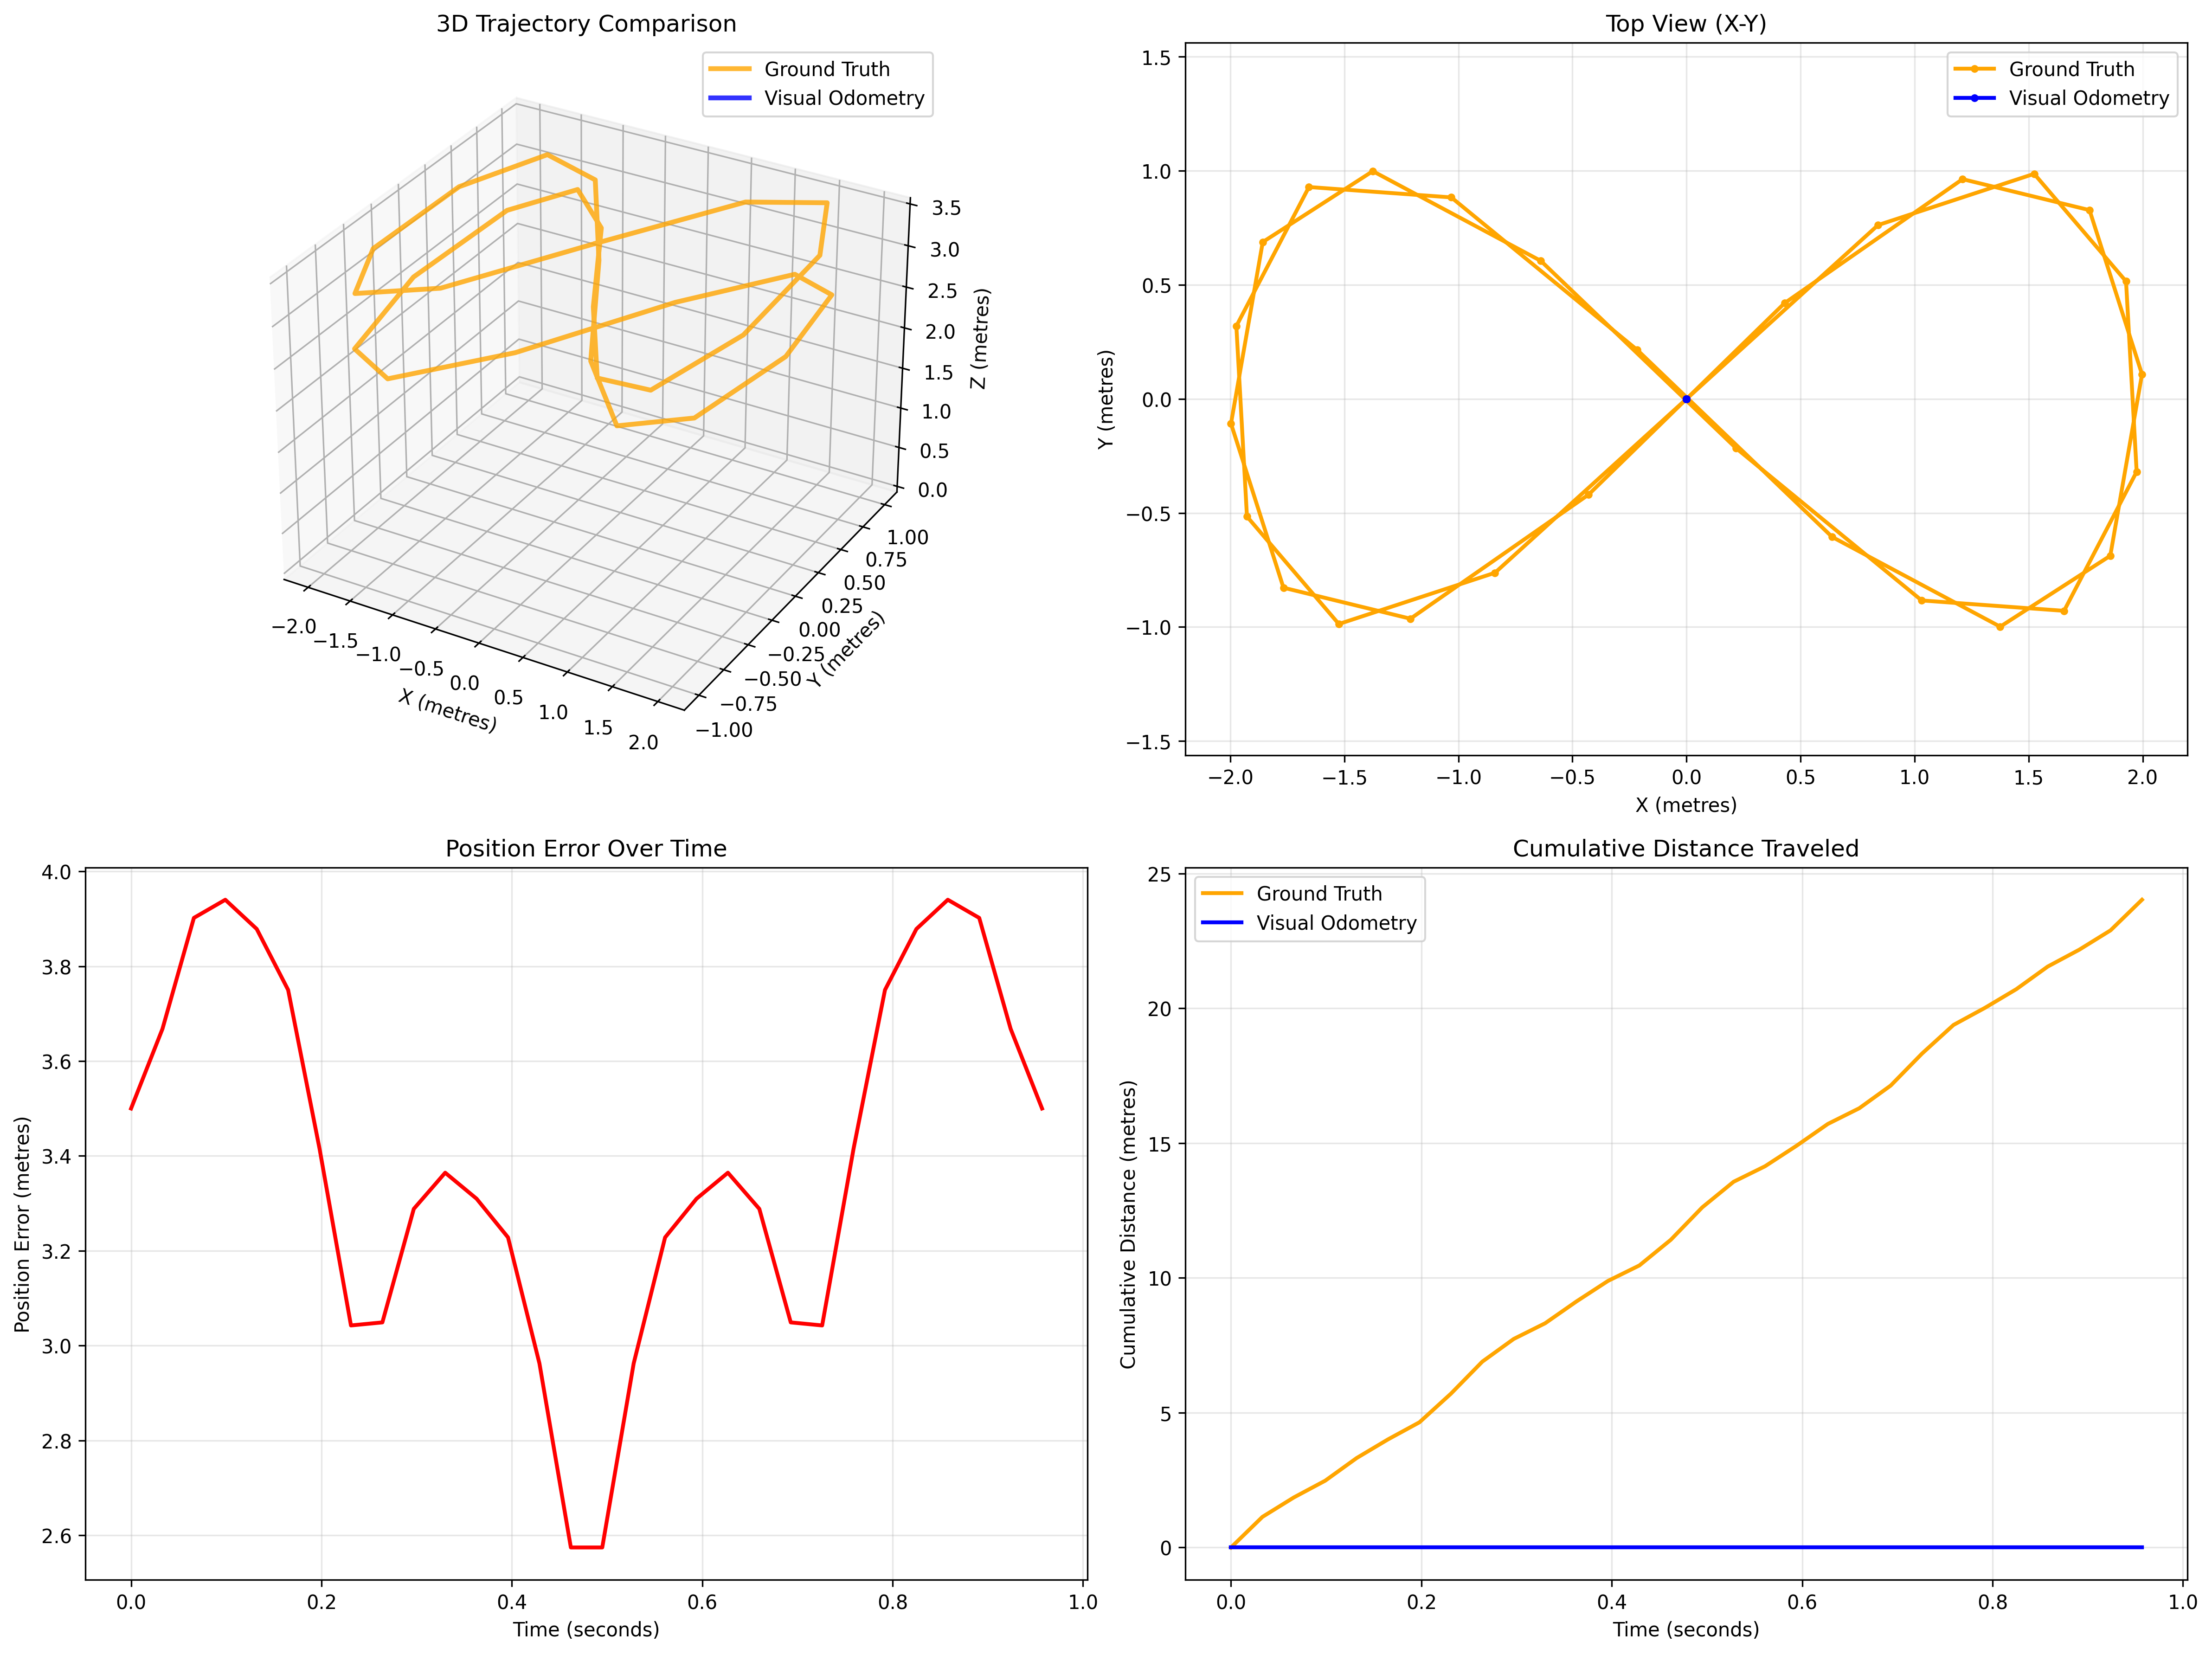 3D Trajectory Comparison
Ground Truth
Visual Odometry
3.5
3.0
2.5
2.0
1.5
1.0
0.5
0.0
Z (metres)
1.00
0.75
0.50
0.25
0.00
−0.25
−0.50
−0.75
−1.00
Y (metres)
−2.0
−1.5
−1.0
−0.5
0.0
0.5
1.0
1.5
2.0
X (metres)
Top View (X-Y)
Ground Truth
Visual Odometry
1.5
1.0
0.5
0.0
−0.5
−1.0
−1.5
Y (metres)
−2.0 −1.5 −1.0 −0.5 0.0 0.5 1.0 1.5 2.0
X (metres)
Position Error Over Time
4.0
3.8
3.6
3.4
3.2
3.0
2.8
2.6
Position Error (metres)
0.0 0.2 0.4 0.6 0.8 1.0
Time (seconds)
Cumulative Distance Traveled
Ground Truth
Visual Odometry
25
20
15
10
5
0
Cumulative Distance (metres)
0.0 0.2 0.4 0.6 0.8 1.0
Time (seconds)